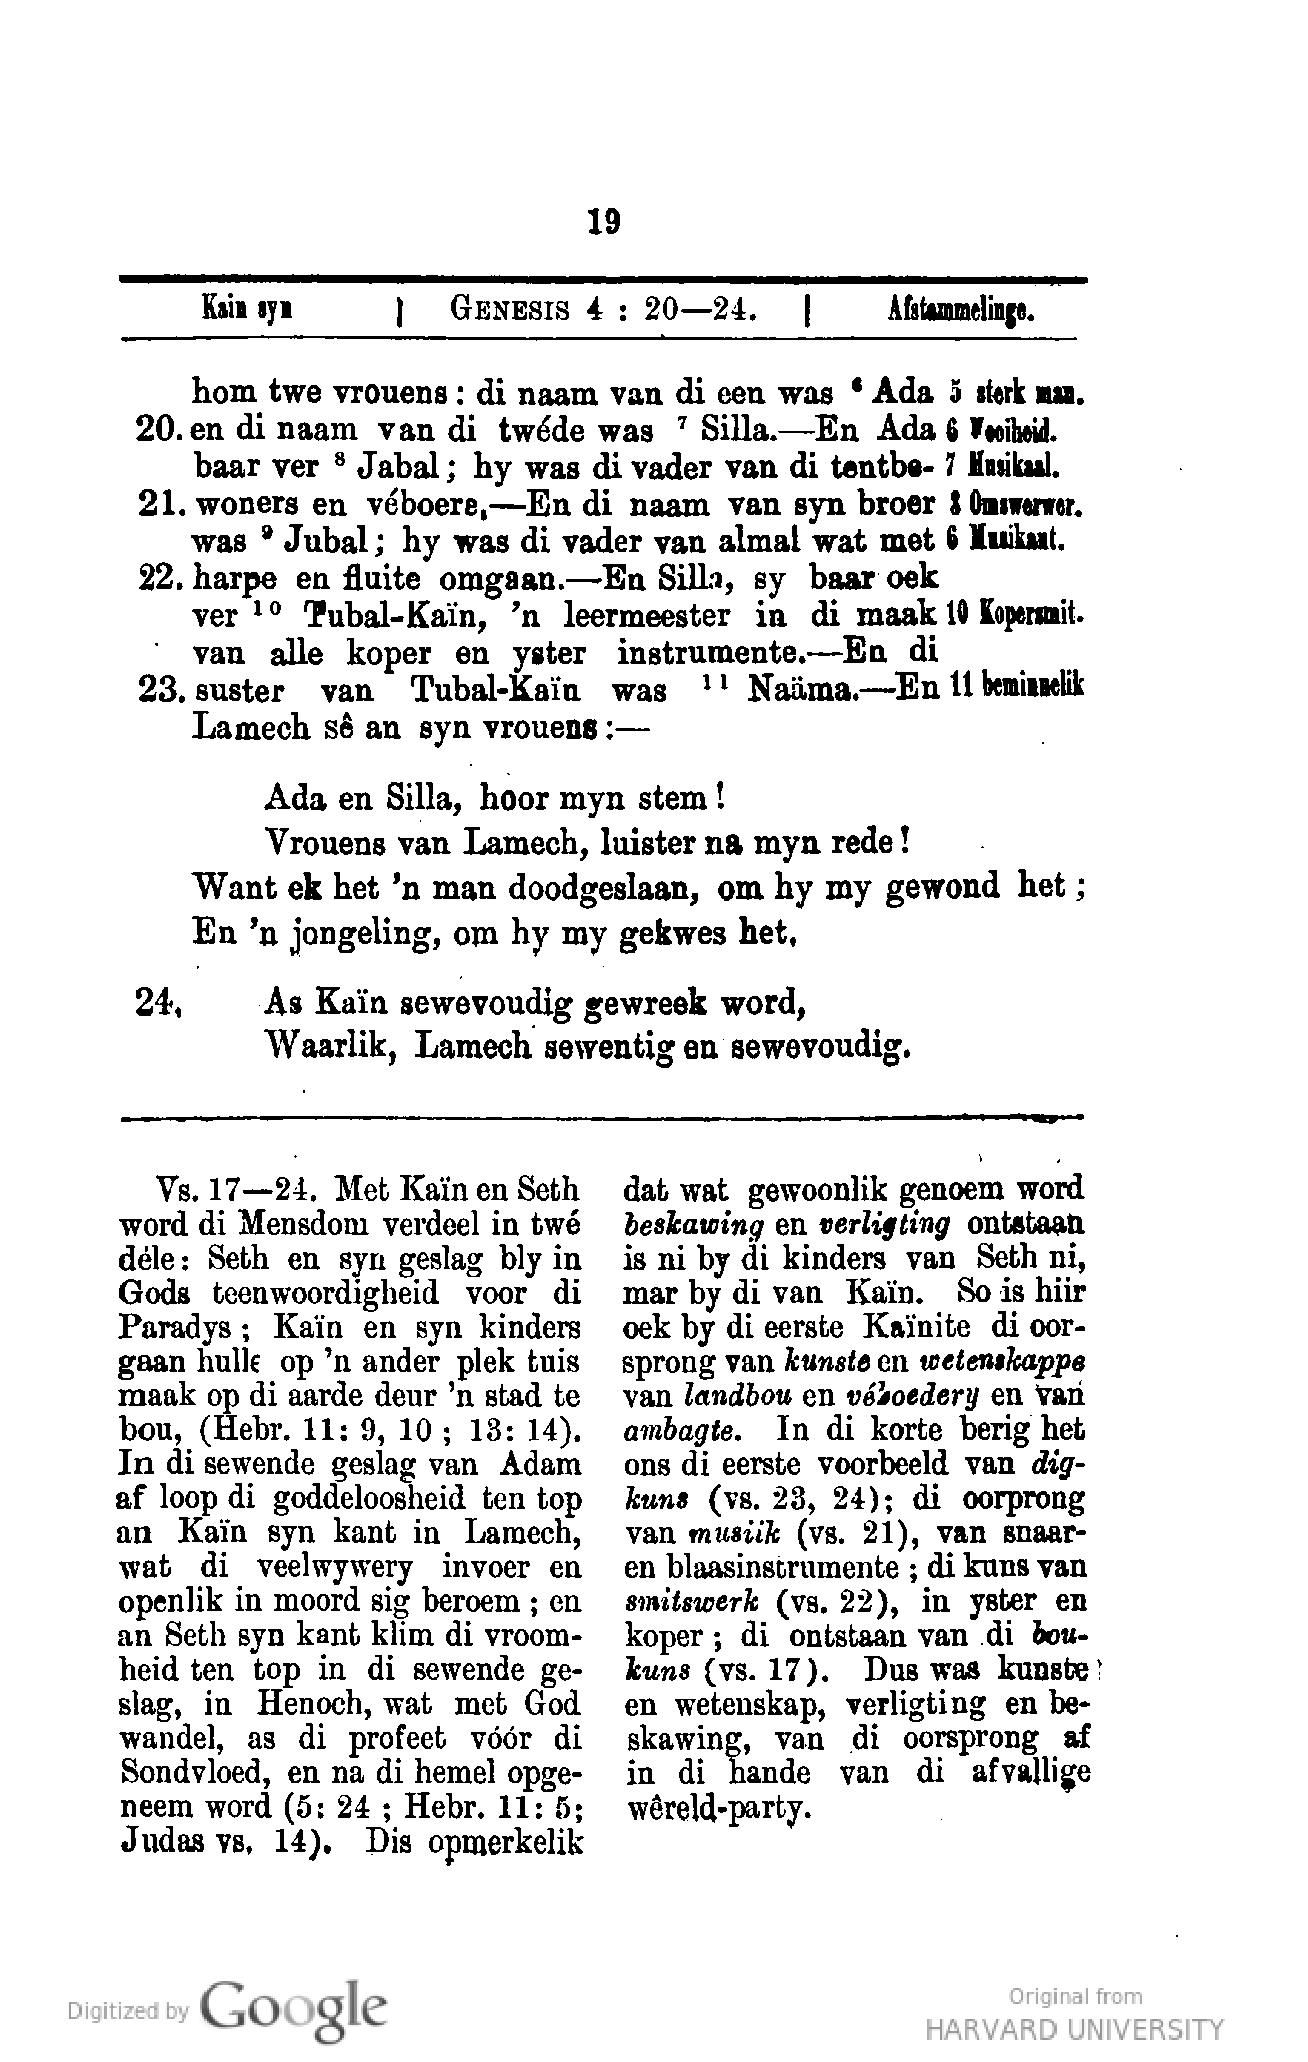 19
Kain syn | GENESIS 4 : 20—24. | Afstammelinge.
hom twe vrouens : di naam van di een was ⁶ Ada 5 sterk man.
20. en di naam van di twéde was ⁷ Silla.—En Ada 6 Vooiheid.
baar ver ⁸ Jabal ; hy was di vader van di tentbe- 7 Musikaal.
21. woners en véboere.—En di naam van syn broer 8 Omswerwer.
was ⁹ Jubal ; hy was di vader van almal wat met 6 Musikant.
22. harpe en fluite omgaan.—En Silla, sy baar oek
ver ¹⁰ Tubal-Kaïn, 'n leermeester in di maak 10 Kopersmit.
van alle koper en yster instrumente.—En di
23. suster van Tubal-Kaïn was ¹¹ Naäma.—En 11 beminnelik
Lamech sê an syn vrouens :—
Ada en Silla, hoor myn stem !
Vrouens van Lamech, luister na myn rede !
Want ek het 'n man doodgeslaan, om hy my gewond het ;
En 'n jongeling, om hy my gekwes het.
24. As Kaïn sewevoudig gewreek word,
Waarlik, Lamech sewentig en sewevoudig.
Vs. 17—24. Met Kaïn en Seth
word di Mensdom verdeel in twé
déle : Seth en syn geslag bly in
Gods teenwoordigheid voor di
Paradys ; Kaïn en syn kinders
gaan hulle op 'n ander plek tuis
maak op di aarde deur 'n stad te
bou, (Hebr. 11: 9, 10 ; 13: 14).
In di sewende geslag van Adam
af loop di goddeloosheid ten top
an Kaïn syn kant in Lamech,
wat di veelwywery invoer en
openlik in moord sig beroem ; en
an Seth syn kant klim di vroom-
heid ten top in di sewende ge-
slag, in Henoch, wat met God
wandel, as di profeet vóór di
Sondvloed, en na di hemel opge-
neem word (5: 24 ; Hebr. 11: 5;
Judas vs. 14). Dis opmerkelik
dat wat gewoonlik genoem word
beskawing en verligting ontstaan
is ni by di kinders van Seth ni,
mar by di van Kaïn. So is hiir
oek by di eerste Kaïnite di oor-
sprong van kunste en wetenskappe
van landbou en véboedery en van
ambagte. In di korte berig het
ons di eerste voorbeeld van dig-
kuns (vs. 23, 24); di oorprong
van musiik (vs. 21), van snaar-
en blaasinstrumente ; di kuns van
smitswerk (vs. 22), in yster en
koper ; di ontstaan van di bou-
kuns (vs. 17). Dus was kunste
en wetenskap, verligting en be-
skawing, van di oorsprong af
in di hande van di afvallige
wêreld-party.
Digitized by Google
Original from
HARVARD UNIVERSITY